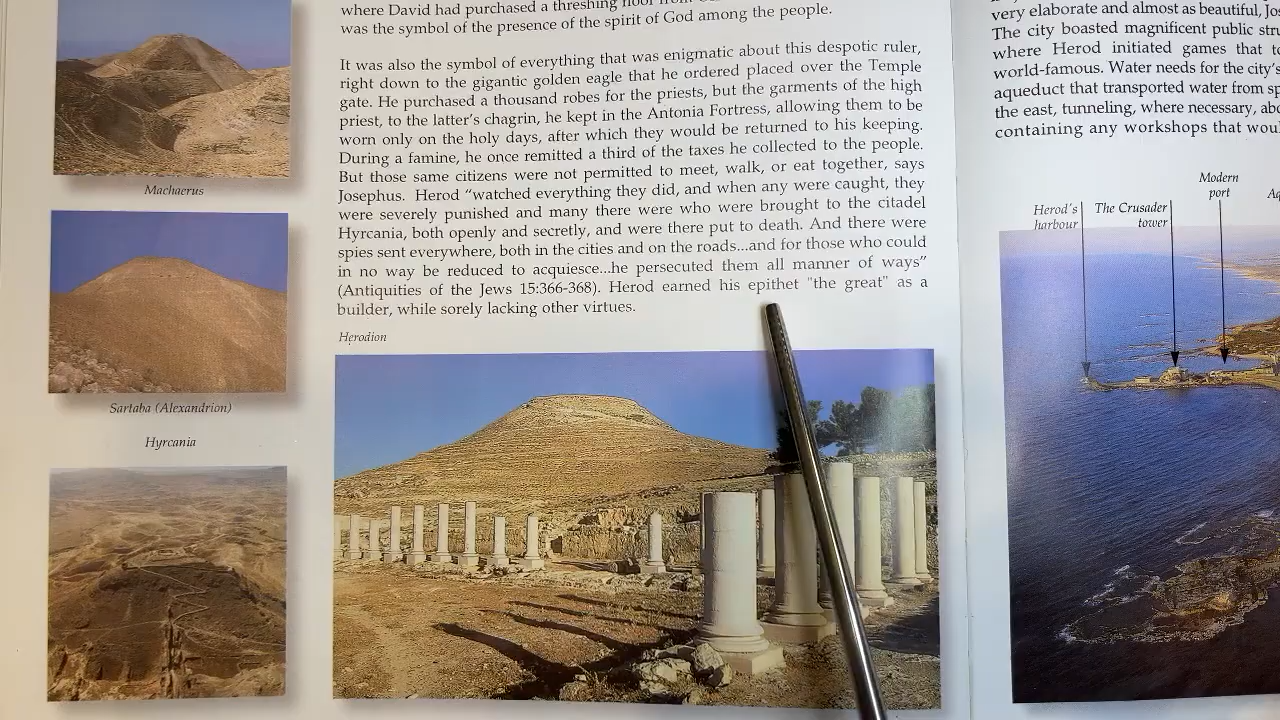 Machaerus
Sartaba (Alexandrion)
Hyrcania
where David had purchased a threshing floor from
was the symbol of the presence of the spirit of God among the people.
It was also the symbol of everything that was enigmatic about this despotic ruler,
right down to the gigantic golden eagle that he ordered placed over the Temple
gate. He purchased a thousand robes for the priests, but the garments of the high
priest, to the latter's chagrin, he kept in the Antonia Fortress, allowing them to be
worn only on the holy days, after which they would be returned to his keeping.
During a famine, he once remitted a third of the taxes he collected to the people.
But those same citizens were not permitted to meet, walk, or eat together, says
Josephus. Herod “watched everything they did, and when any were caught, they
were severely punished and many there were who were brought to the citadel
Hyrcania, both openly and secretly, and were there put to death. And there were
spies sent everywhere, both in the cities and on the roads...and for those who could
in no way be reduced to acquiesce...he persecuted them all manner of ways”
(Antiquities of the Jews 15:366-368). Herod earned his epithet "the great" as a
builder, while sorely lacking other virtues.
Herodion
very elaborate and almost as beautiful,
The city boasted magnificent public
where Herod initiated games that
world-famous. Water needs for the city's
aqueduct that transported water from
the east, tunneling, where necessary,
containing any workshops that
Herod's
harbour
The Crusader
tower
Modern
port